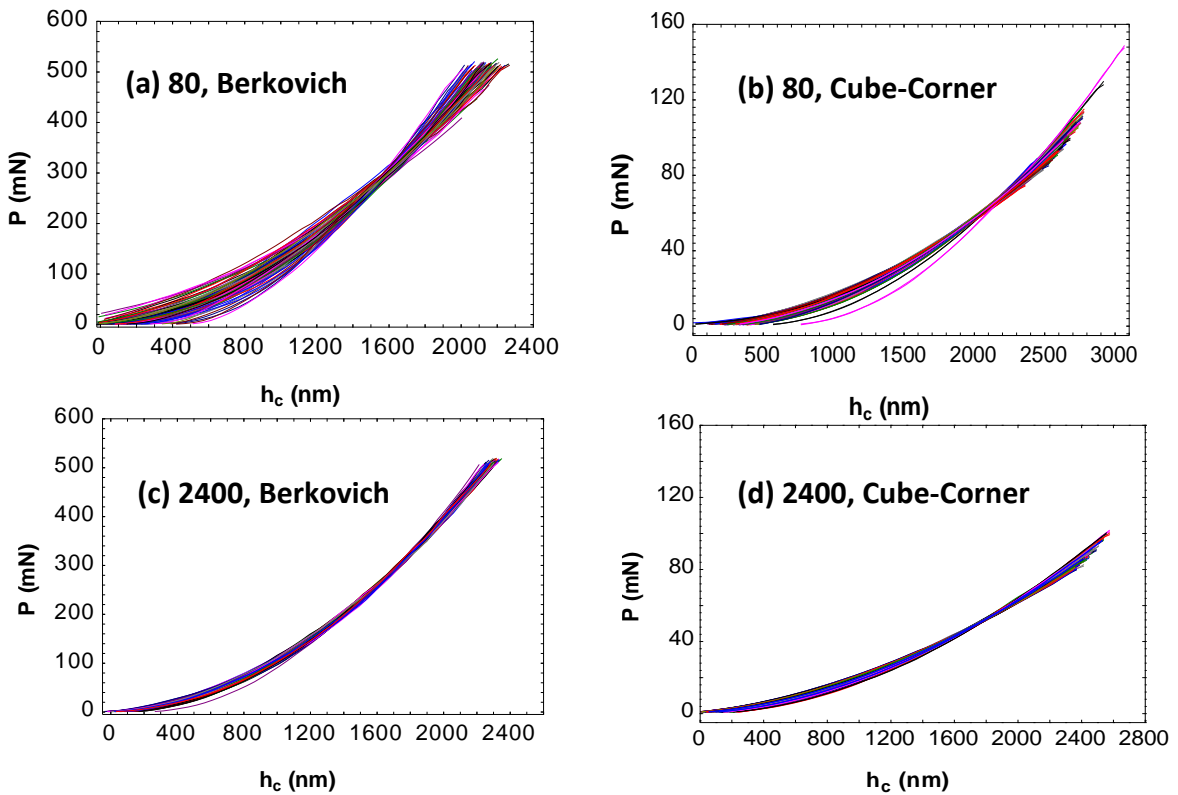 600
500
400
300
200
100
0
P (mN)
(a) 80, Berkovich
0 400 800 1200 1600 2000 2400
h_c (nm)
160
120
80
40
0
P (mN)
(b) 80, Cube-Corner
0 500 1000 1500 2000 2500 3000
h_c (nm)
600
500
400
300
200
100
0
P (mN)
(c) 2400, Berkovich
0 400 800 1200 1600 2000 2400
h_c (nm)
160
120
80
40
0
P (mN)
(d) 2400, Cube-Corner
0 400 800 1200 1600 2000 2400 2800
h_c (nm)